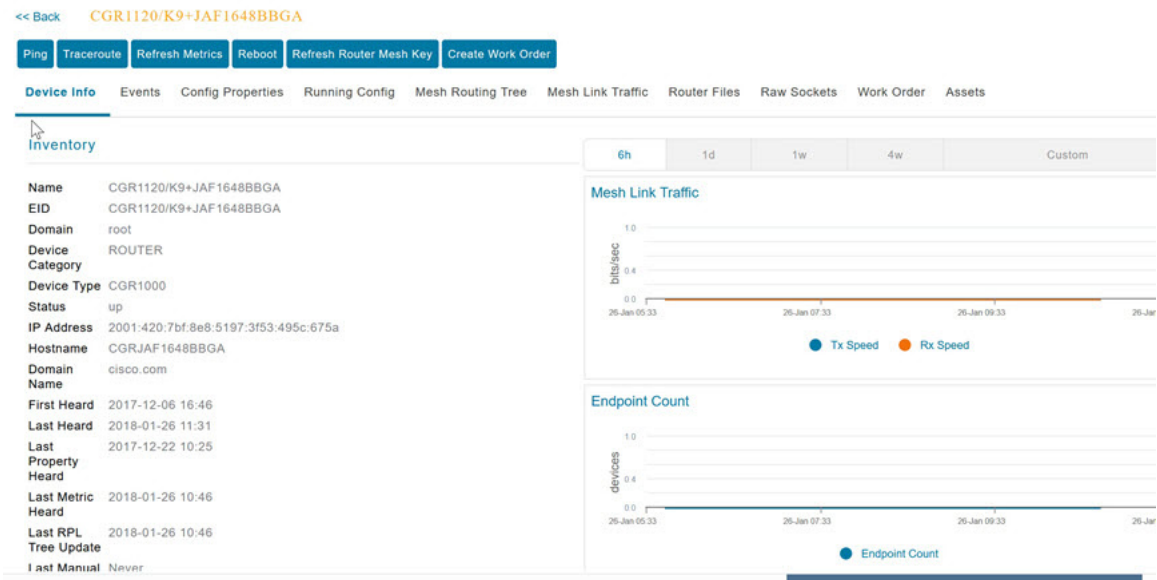 << Back CGR1120/K9+JAF1648BBGA
Ping Traceroute Refresh Metrics Reboot Refresh Router Mesh Key Create Work Order
Device Info Events Config Properties Running Config Mesh Routing Tree Mesh Link Traffic Router Files Raw Sockets Work Order Assets
Inventory
Name CGR1120/K9+JAF1648BBGA
EID CGR1120/K9+JAF1648BBGA
Domain root
Device ROUTER
Category
Device Type CGR1000
Status up
IP Address 2001:420:7bf:8e8:5197:3f53:495c:675a
Hostname CGRJAF1648BBGA
Domain cisco.com
Name
First Heard 2017-12-06 16:46
Last Heard 2018-01-26 11:31
Last 2017-12-22 10:25
Property
Heard
Last Metric 2018-01-26 10:46
Heard
Last RPL 2018-01-26 10:46
Tree Update
Last Manual Never
6h 1d 1w 4w Custom
Mesh Link Traffic
bits/sec
1.0
0.4
0.0
26-Jan 05:33 26-Jan 07:33 26-Jan 09:33 26-Jan
Tx Speed Rx Speed
Endpoint Count
devices
1.0
0.4
0.0
26-Jan 05:33 26-Jan 07:33 26-Jan 09:33 26-Jan
Endpoint Count